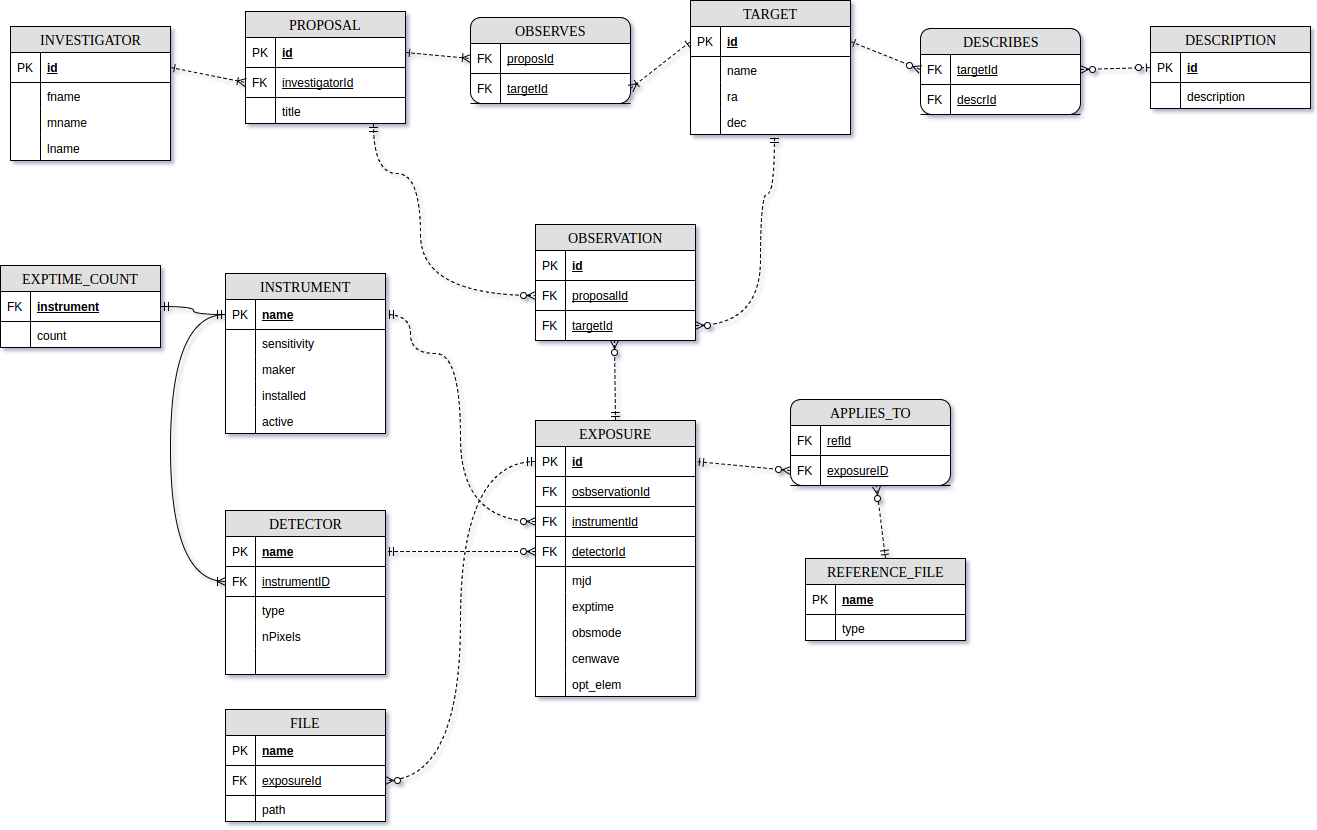 INVESTIGATOR
PK id
fname
mname
lname
PROPOSAL
PK id
FK investigatorId
title
OBSERVES
FK proposId
FK targetId
TARGET
PK id
name
ra
dec
DESCRIBES
FK targetId
FK descrId
DESCRIPTION
PK id
description
OBSERVATION
PK id
FK proposalId
FK targetId
EXPTIME_COUNT
FK instrument
count
INSTRUMENT
PK name
sensitivity
maker
installed
active
EXPOSURE
PK id
FK osbservationId
FK instrumentId
FK detectorId
mjd
exptime
obsmode
cenwave
opt_elem
APPLIES_TO
FK refId
FK exposureID
DETECTOR
PK name
FK instrumentID
type
nPixels
REFERENCE_FILE
PK name
type
FILE
PK name
FK exposureId
path